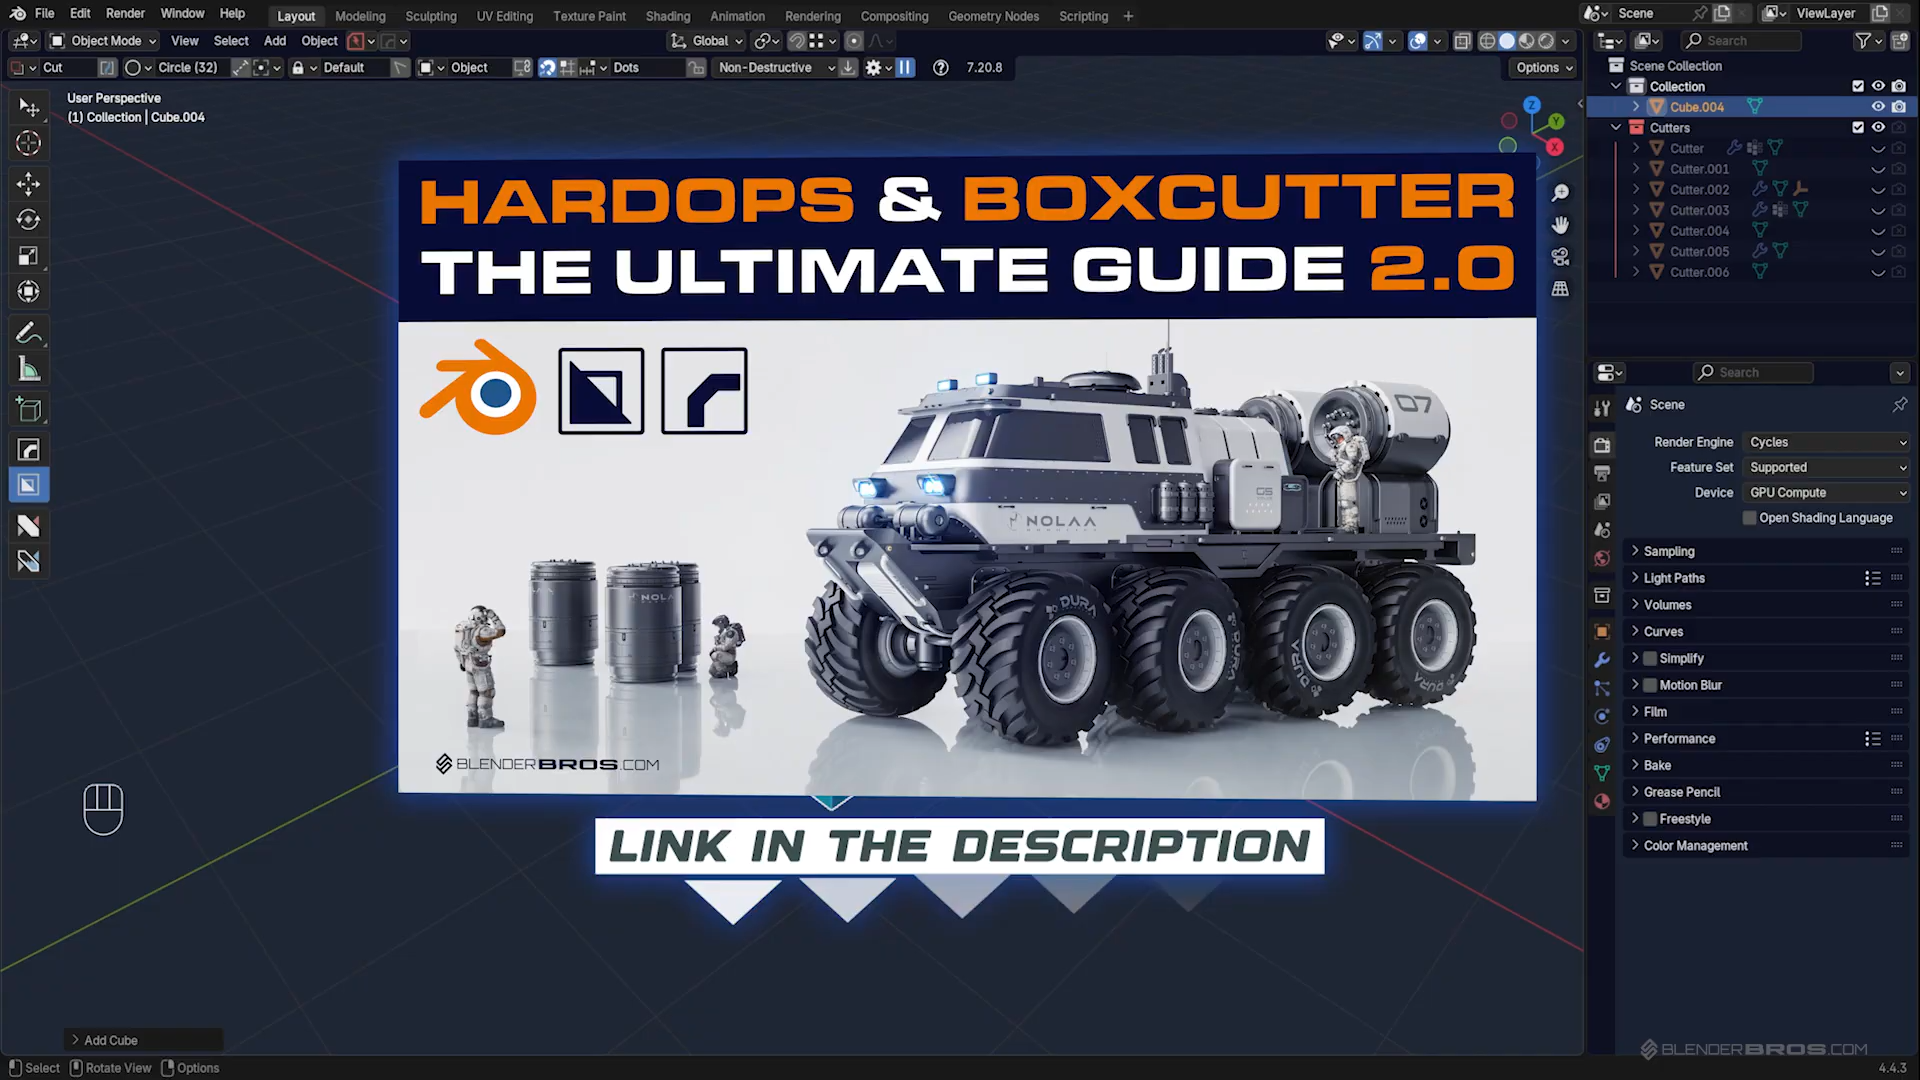 File Edit Render Window Help Layout Modeling Sculpting UV Editing Texture Paint Shading Animation Rendering Compositing Geometry Nodes Scripting + Scene ViewLayer
Object Mode View Select Add Object Global Search
Cut Circle (32) Default Object Dots Non-Destructive 7.20.8 Options
User Perspective
(1) Collection | Cube.004
Scene Collection
Collection
Cube.004
Cutters
Cutter
Cutter.001
Cutter.002
Cutter.003
Cutter.004
Cutter.005
Cutter.006
Z
Y
X
HARDOPS & BOXCUTTER
THE ULTIMATE GUIDE 2.0
07
05
NOLAA
NOLA
DURA
DURA
DURA
DURA
BLENDERBROS.COM
LINK IN THE DESCRIPTION
Search
Scene
Render Engine Cycles
Feature Set Supported
Device GPU Compute
Open Shading Language
Sampling
Light Paths
Volumes
Curves
Simplify
Motion Blur
Film
Performance
Bake
Grease Pencil
Freestyle
Color Management
Add Cube
BLENDERBROS.COM
Select Rotate View Options 4.4.3